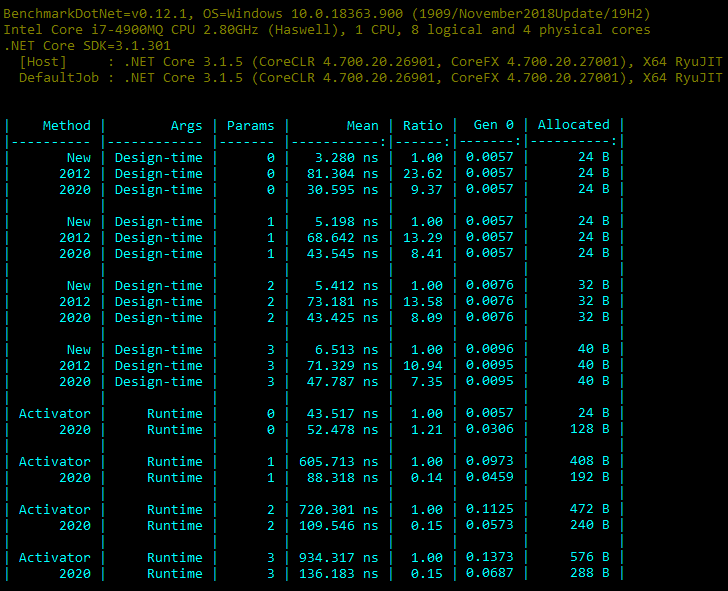 BenchmarkDotNet=v0.12.1, OS=Windows 10.0.18363.900 (1909/November2018Update/19H2)
Intel Core i7-4900MQ CPU 2.80GHz (Haswell), 1 CPU, 8 logical and 4 physical cores
.NET Core SDK=3.1.301
  [Host]     : .NET Core 3.1.5 (CoreCLR 4.700.20.26901, CoreFX 4.700.20.27001), X64 RyuJIT
  DefaultJob : .NET Core 3.1.5 (CoreCLR 4.700.20.26901, CoreFX 4.700.20.27001), X64 RyuJIT
|    Method |        Args | Params |       Mean | Ratio |  Gen 0 | Allocated |
|---------- |------------ |------- |-----------:|------:|-------:|----------:|
|       New | Design-time |      0 |   3.280 ns |  1.00 | 0.0057 |      24 B |
|      2012 | Design-time |      0 |  81.304 ns | 23.62 | 0.0057 |      24 B |
|      2020 | Design-time |      0 |  30.595 ns |  9.37 | 0.0057 |      24 B |
|           |             |        |            |       |        |           |
|       New | Design-time |      1 |   5.198 ns |  1.00 | 0.0057 |      24 B |
|      2012 | Design-time |      1 |  68.642 ns | 13.29 | 0.0057 |      24 B |
|      2020 | Design-time |      1 |  43.545 ns |  8.41 | 0.0057 |      24 B |
|           |             |        |            |       |        |           |
|       New | Design-time |      2 |   5.412 ns |  1.00 | 0.0076 |      32 B |
|      2012 | Design-time |      2 |  73.181 ns | 13.58 | 0.0076 |      32 B |
|      2020 | Design-time |      2 |  43.425 ns |  8.09 | 0.0076 |      32 B |
|           |             |        |            |       |        |           |
|       New | Design-time |      3 |   6.513 ns |  1.00 | 0.0096 |      40 B |
|      2012 | Design-time |      3 |  71.329 ns | 10.94 | 0.0095 |      40 B |
|      2020 | Design-time |      3 |  47.787 ns |  7.35 | 0.0095 |      40 B |
|           |             |        |            |       |        |           |
| Activator |     Runtime |      0 |  43.517 ns |  1.00 | 0.0057 |      24 B |
|      2020 |     Runtime |      0 |  52.478 ns |  1.21 | 0.0306 |     128 B |
|           |             |        |            |       |        |           |
| Activator |     Runtime |      1 | 605.713 ns |  1.00 | 0.0973 |     408 B |
|      2020 |     Runtime |      1 |  88.318 ns |  0.14 | 0.0459 |     192 B |
|           |             |        |            |       |        |           |
| Activator |     Runtime |      2 | 720.301 ns |  1.00 | 0.1125 |     472 B |
|      2020 |     Runtime |      2 | 109.546 ns |  0.15 | 0.0573 |     240 B |
|           |             |        |            |       |        |           |
| Activator |     Runtime |      3 | 934.317 ns |  1.00 | 0.1373 |     576 B |
|      2020 |     Runtime |      3 | 136.183 ns |  0.15 | 0.0687 |     288 B |